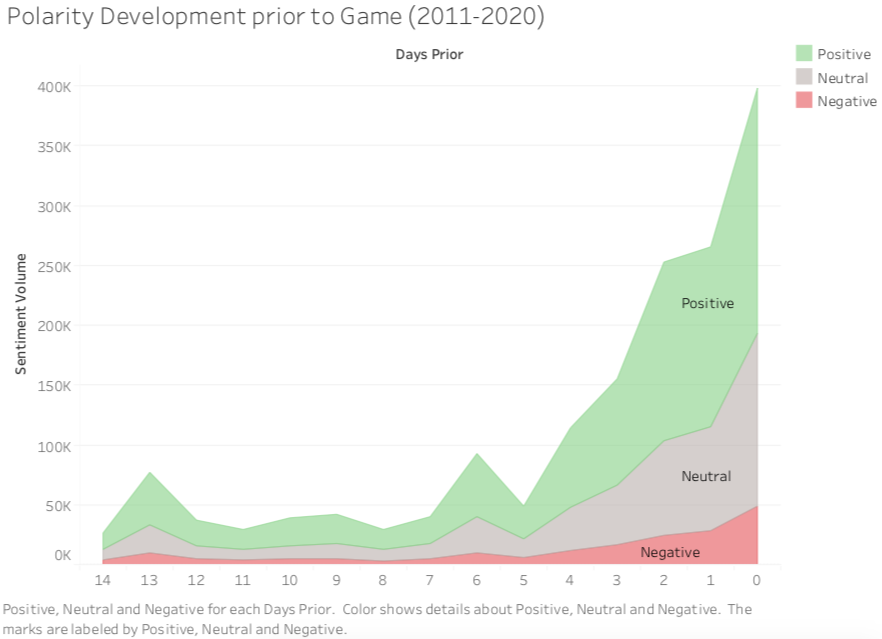 Polarity Development prior to Game (2011-2020)
Days Prior
Positive
Neutral
Negative
400K
350K
300K
250K
200K
150K
100K
50K
0K
Sentiment Volume
Positive
Neutral
Negative
14 13 12 11 10 9 8 7 6 5 4 3 2 1 0
Positive, Neutral and Negative for each Days Prior. Color shows details about Positive, Neutral and Negative. The
marks are labeled by Positive, Neutral and Negative.